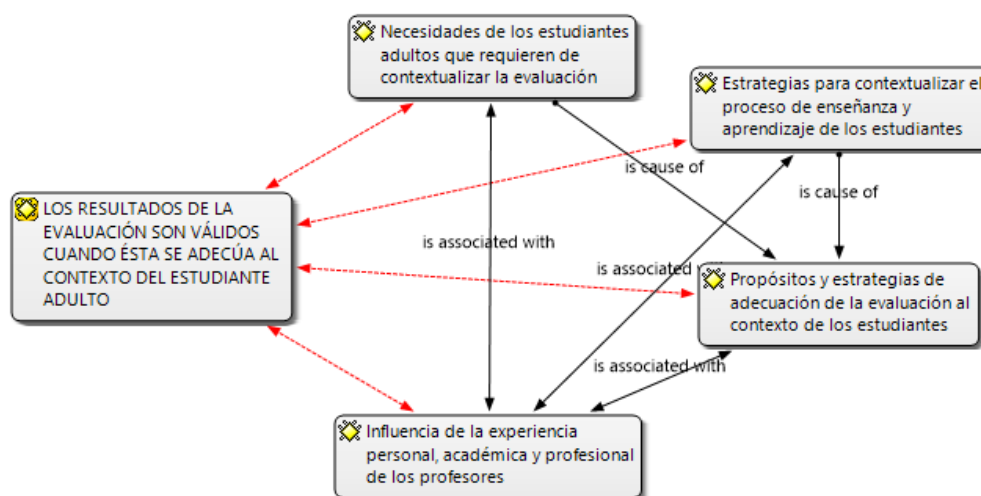 Necesidades de los estudiantes
adultos que requieren de
contextualizar la evaluación
Estrategias para contextualizar el
proceso de enseñanza y
aprendizaje de los estudiantes
is cause of
is cause of
LOS RESULTADOS DE LA
EVALUACIÓN SON VÁLIDOS
CUANDO ÉSTA SE ADECÚA AL
CONTEXTO DEL ESTUDIANTE
ADULTO
is associated with
is associated with
Propósitos y estrategias de
adecuación de la evaluación al
contexto de los estudiantes
is associated with
Influencia de la experiencia
personal, académica y profesional
de los profesores